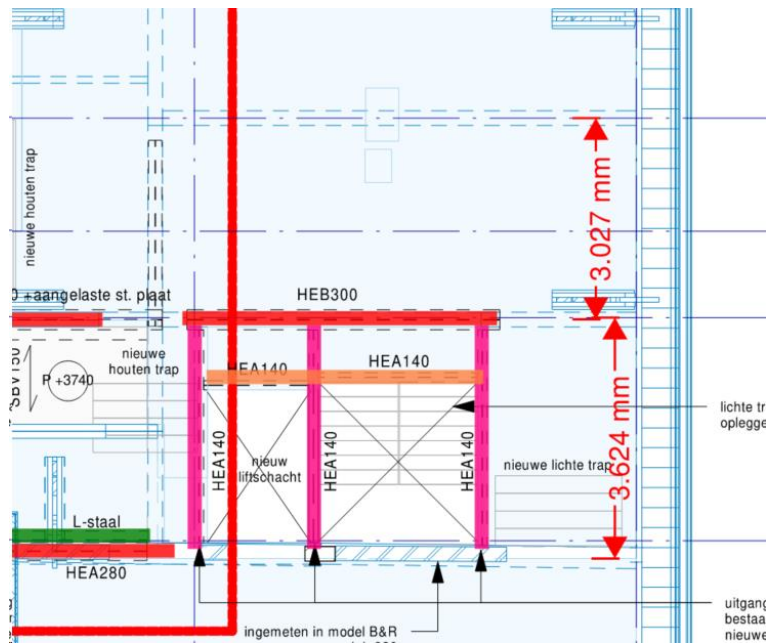 nieuwe houten trap
3.027 mm
0 +aangelaste st. plaat
HEB300
nieuwe
houten trap
HEA140
HEA140
SBV150
P +3740
HEA140
HEA140
HEA140
nieuw
liftschacht
nieuwe lichte trap
3.624 mm
lichte tr
oplegge
L-staal
HEA280
ingemeten in model B&R
uitgang
bestaa
nieuwe